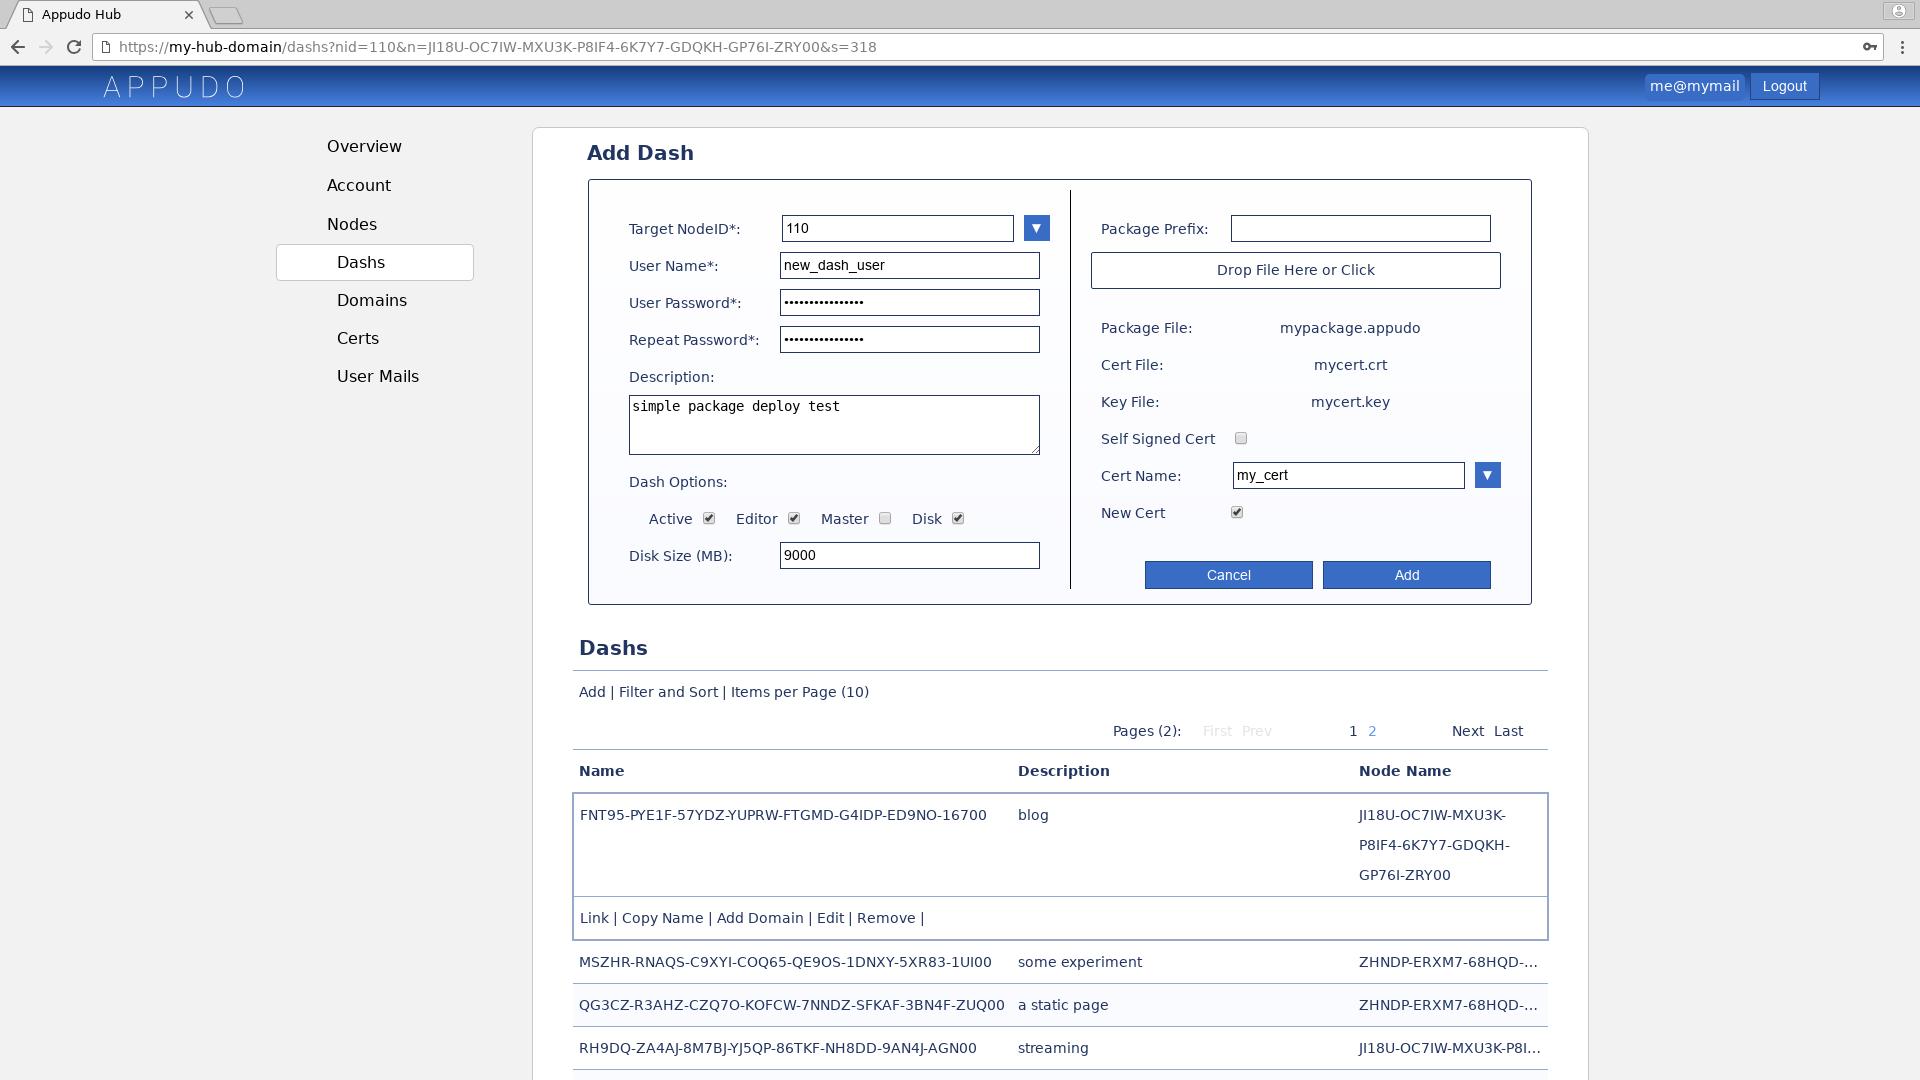 Appudo Hub
https://my-hub-domain/dashs?nid=110&n=JI18U-OC7IW-MXU3K-P8IF4-6K7Y7-GDQKH-GP76I-ZRY00&s=318
APPUDO
me@mymail
Logout
Overview
Account
Nodes
Dashs
Domains
Certs
User Mails
Add Dash
Target NodeID*: 110 ▼
User Name*: new_dash_user
User Password*: ••••••••••••••••
Repeat Password*: ••••••••••••••••
Description:
simple package deploy test
Dash Options:
Active Editor Master Disk
Disk Size (MB): 9000
Package Prefix:
Drop File Here or Click
Package File: mypackage.appudo
Cert File: mycert.crt
Key File: mycert.key
Self Signed Cert
Cert Name: my_cert ▼
New Cert
Cancel Add
Dashs
Add | Filter and Sort | Items per Page (10)
Pages (2): First Prev 1 2 Next Last
Name Description Node Name
FNT95-PYE1F-57YDZ-YUPRW-FTGMD-G4IDP-ED9NO-16700 blog JI18U-OC7IW-MXU3K-
P8IF4-6K7Y7-GDQKH-
GP76I-ZRY00
Link | Copy Name | Add Domain | Edit | Remove |
MSZHR-RNAQS-C9XYI-COQ65-QE9OS-1DNXY-5XR83-1UI00 some experiment ZHNDP-ERXM7-68HQD-...
QG3CZ-R3AHZ-CZQ7O-KOFCW-7NNDZ-SFKAF-3BN4F-ZUQ00 a static page ZHNDP-ERXM7-68HQD-...
RH9DQ-ZA4AJ-8M7BJ-YJ5QP-86TKF-NH8DD-9AN4J-AGN00 streaming JI18U-OC7IW-MXU3K-P8I...